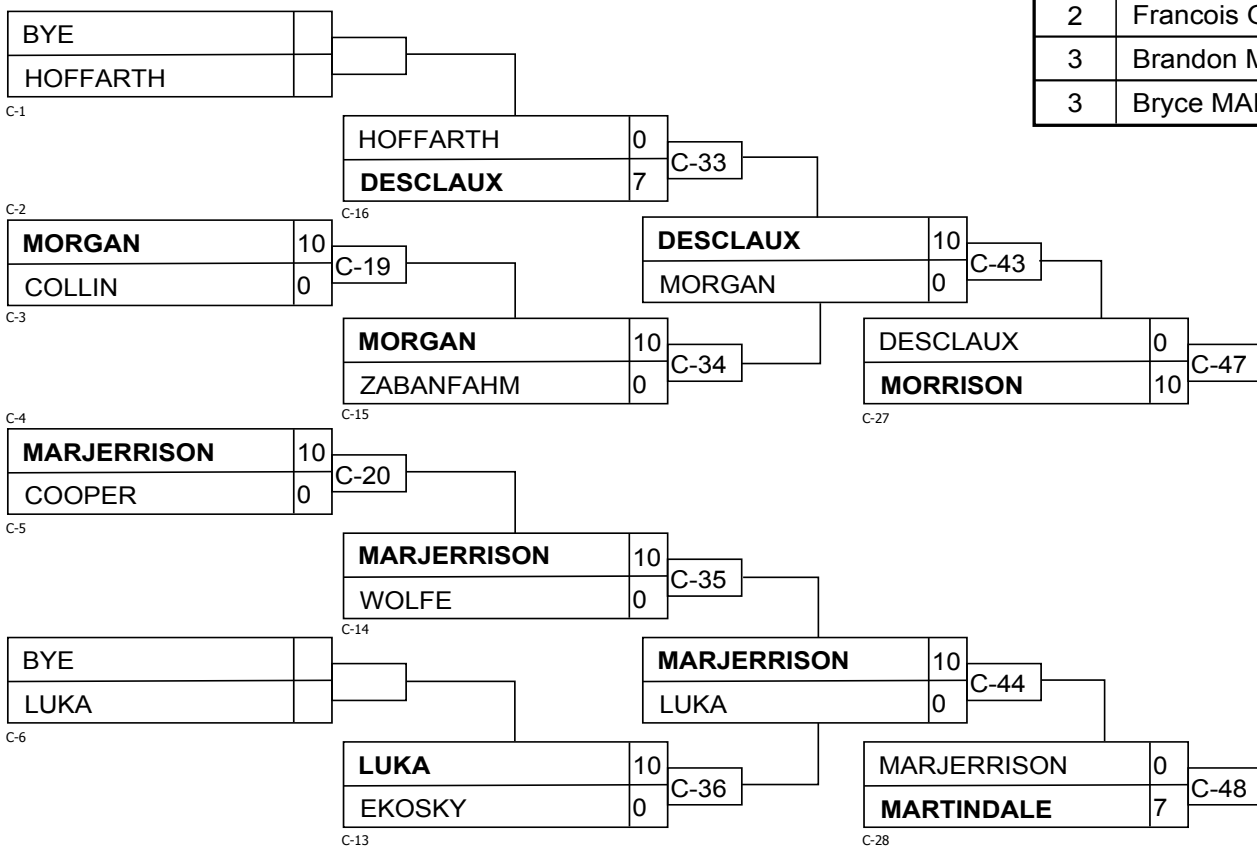 2 Francois
3 Brandon
3 Bryce
BYE
HOFFARTH
C-1
HOFFARTH 0
DESCLAUX 7
C-33
C-16
C-2
MORGAN 10
COLLIN 0
C-19
C-3
DESCLAUX 10
MORGAN 0
C-43
MORGAN 10
ZABANFAHM 0
C-34
C-15
DESCLAUX 0
MORRISON 10
C-47
C-27
C-4
MARJERRISON 10
COOPER 0
C-20
C-5
MARJERRISON 10
WOLFE 0
C-35
C-14
BYE
LUKA
C-6
MARJERRISON 10
LUKA 0
C-44
LUKA 10
EKOSKY 0
C-36
C-13
MARJERRISON 0
MARTINDALE 7
C-48
C-28